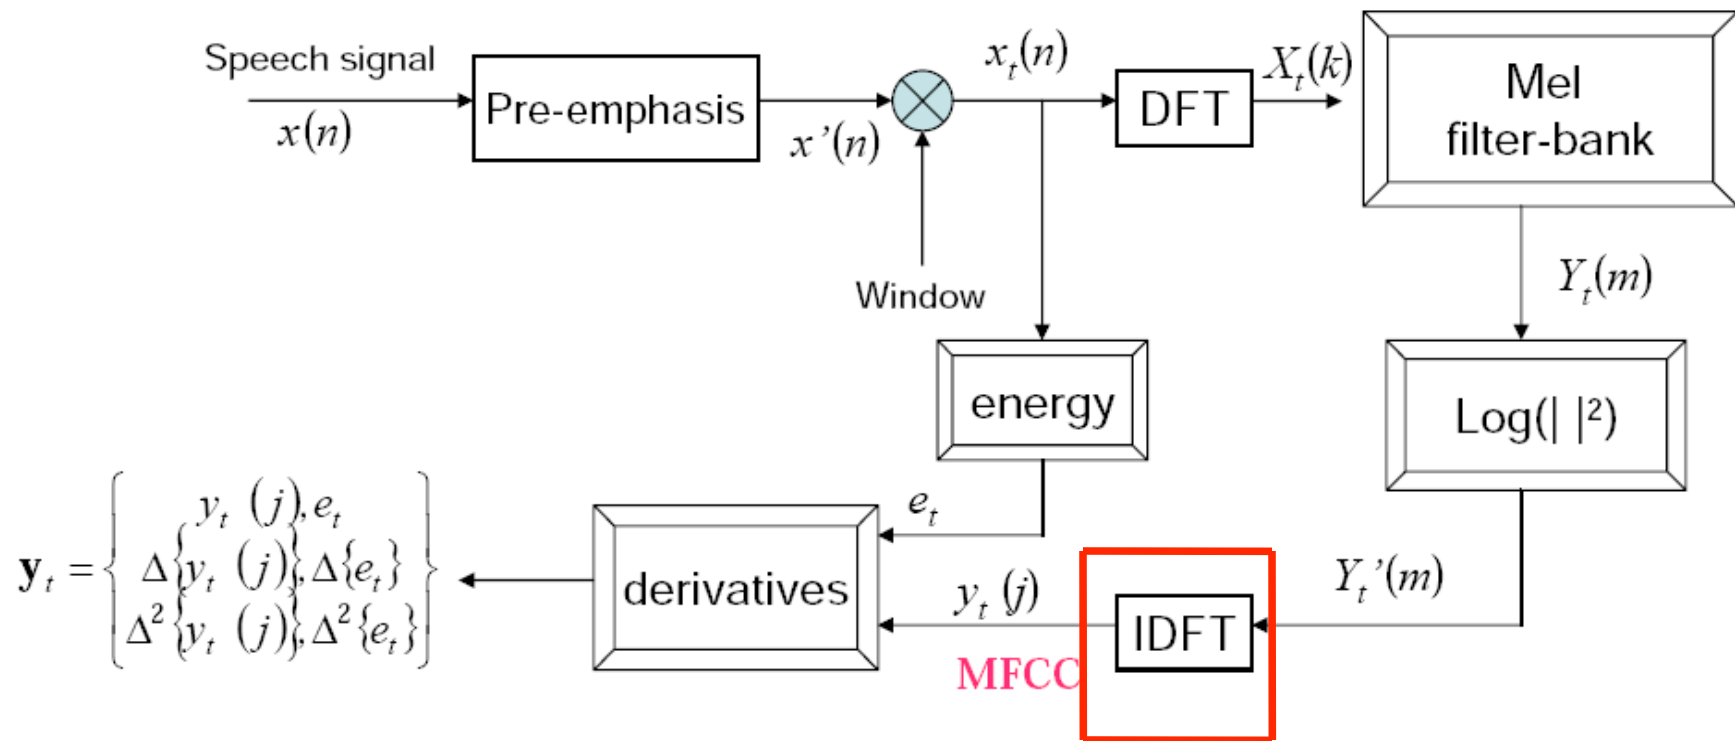 Speech signal
x(n)
Pre-emphasis
x’(n)
Window
x_t(n)
DFT
X_t(k)
Mel
filter-bank
Y_t(m)
Log(| |²)
Y_t’(m)
IDFT
y_t (j)
MFCC
energy
e_t
derivatives
y_t = { y_t (j), e_t
Δ{y_t (j)}, Δ{e_t}
Δ²{y_t (j)}, Δ²{e_t} }